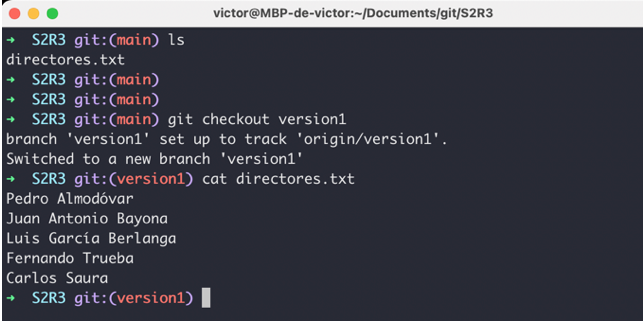 victor@MBP-de-victor:~/Documents/git/S2R3
➜ S2R3 git:(main) ls
directores.txt
➜ S2R3 git:(main)
➜ S2R3 git:(main)
➜ S2R3 git:(main) git checkout version1
branch 'version1' set up to track 'origin/version1'.
Switched to a new branch 'version1'
➜ S2R3 git:(version1) cat directores.txt
Pedro Almodóvar
Juan Antonio Bayona
Luis García Berlanga
Fernando Trueba
Carlos Saura
➜ S2R3 git:(version1)